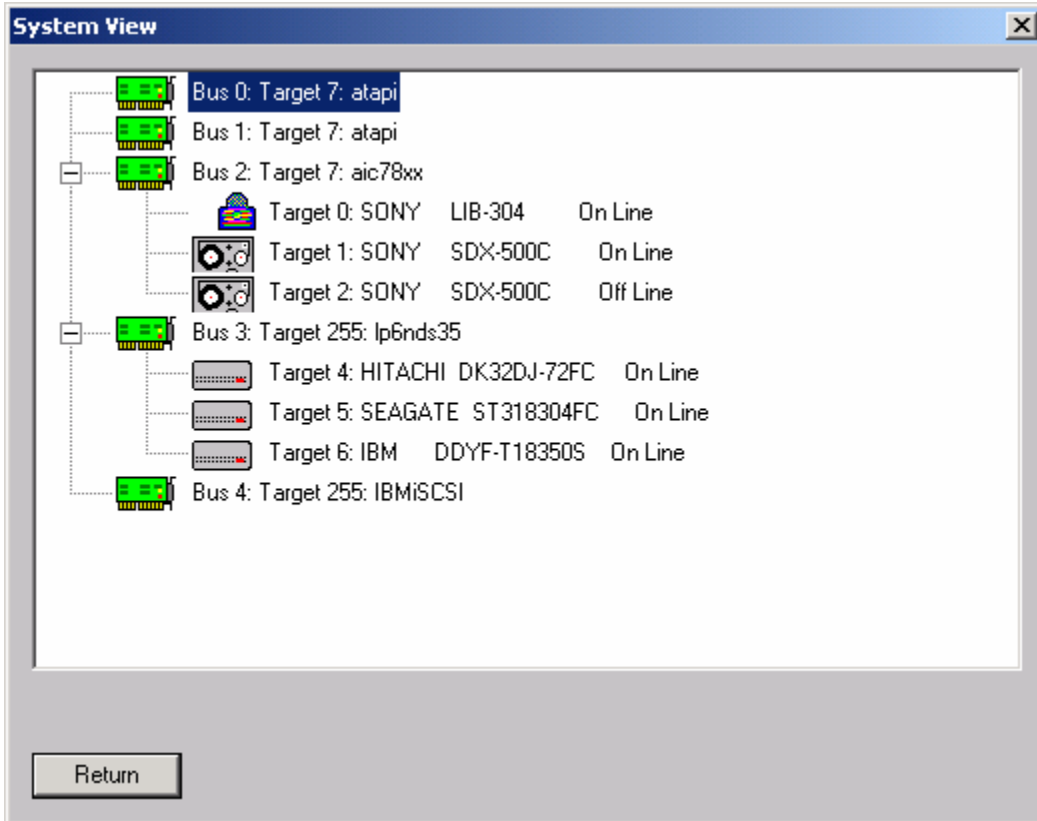 System View
Bus 0: Target 7: atapi
Bus 1: Target 7: atapi
Bus 2: Target 7: aic78xx
Target 0: SONY LIB-304 On Line
Target 1: SONY SDX-500C On Line
Target 2: SONY SDX-500C Off Line
Bus 3: Target 255: lp6nds35
Target 4: HITACHI DK32DJ-72FC On Line
Target 5: SEAGATE ST318304FC On Line
Target 6: IBM DDYF-T18350S On Line
Bus 4: Target 255: IBMiSCSI
Return